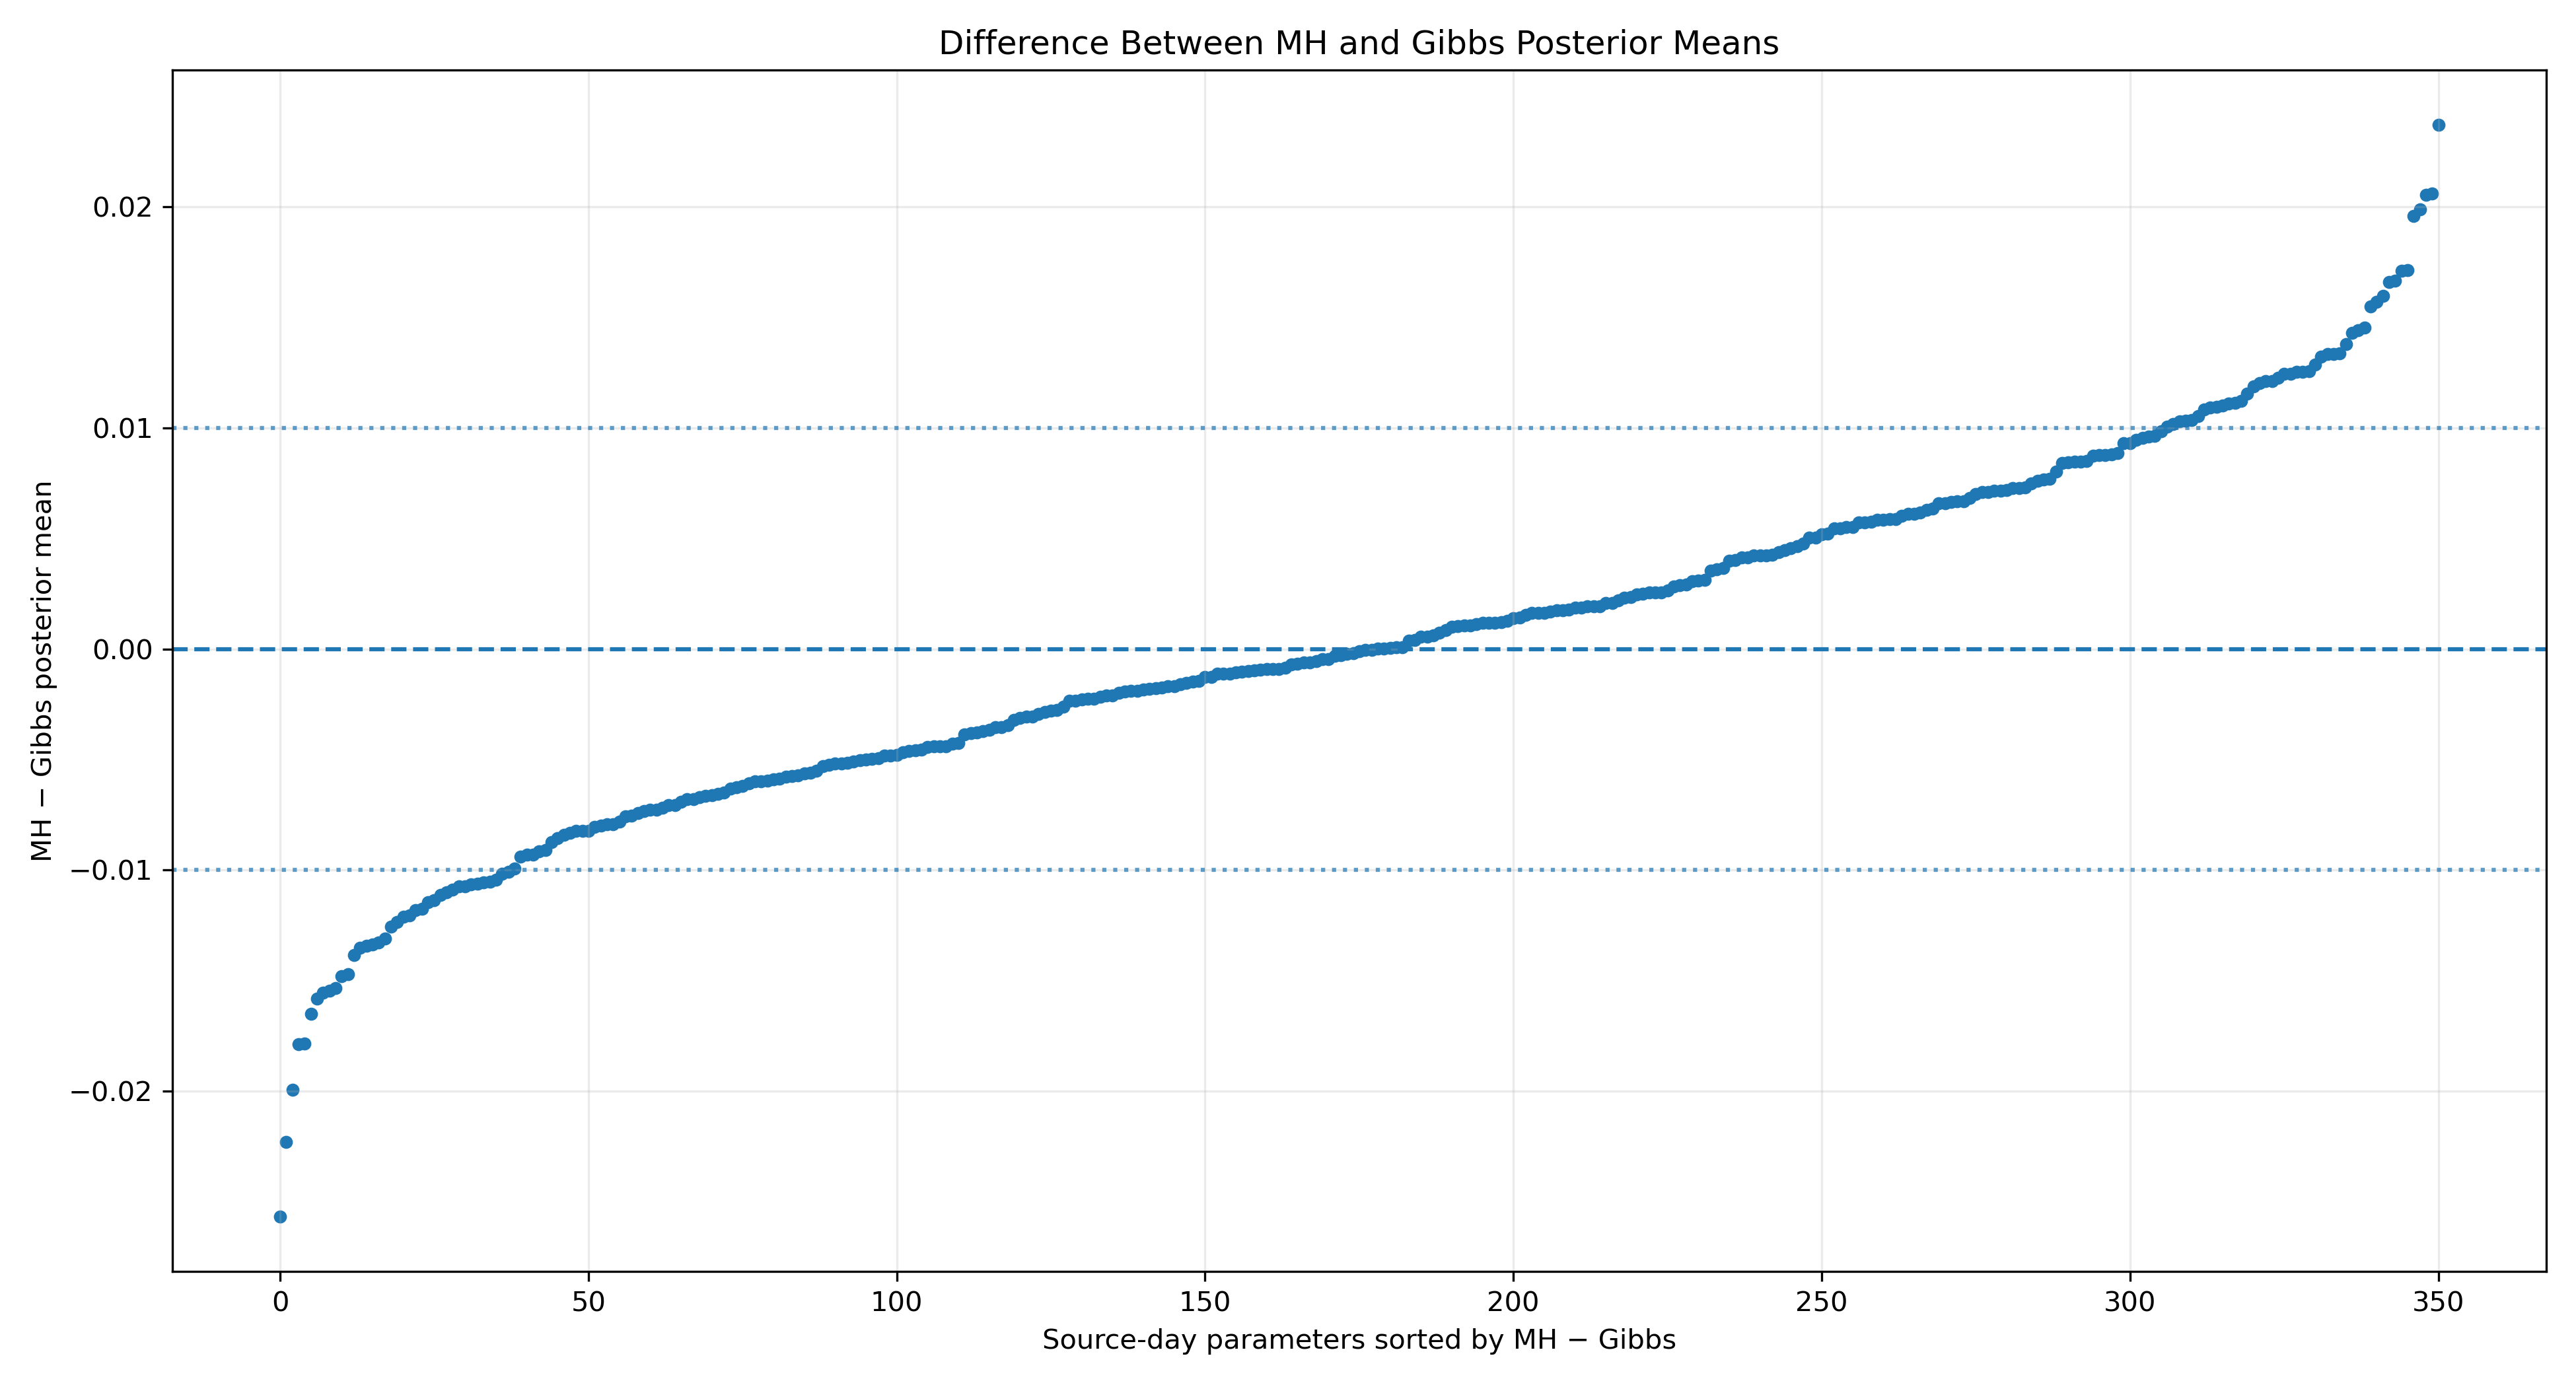 Difference Between MH and Gibbs Posterior Means
MH − Gibbs posterior mean
0.02
0.01
0.00
−0.01
−0.02
0 50 100 150 200 250 300 350
Source-day parameters sorted by MH − Gibbs